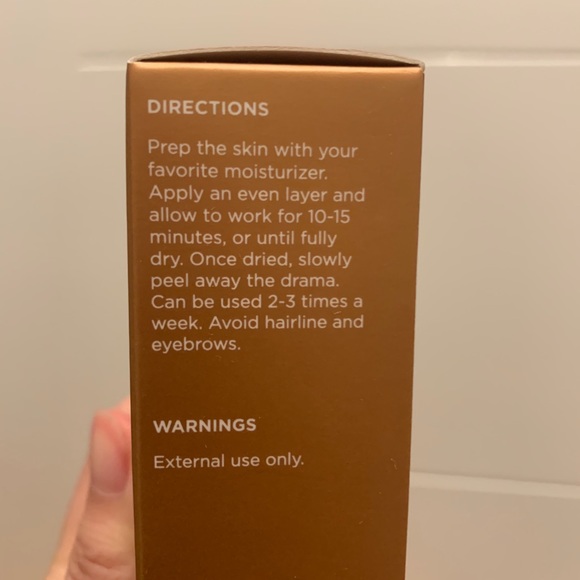 DIRECTIONS
Prep the skin with your
favorite moisturizer.
Apply an even layer and
allow to work for 10-15
minutes, or until fully
dry. Once dried, slowly
peel away the drama.
Can be used 2-3 times a
week. Avoid hairline and
eyebrows.
WARNINGS
External use only.